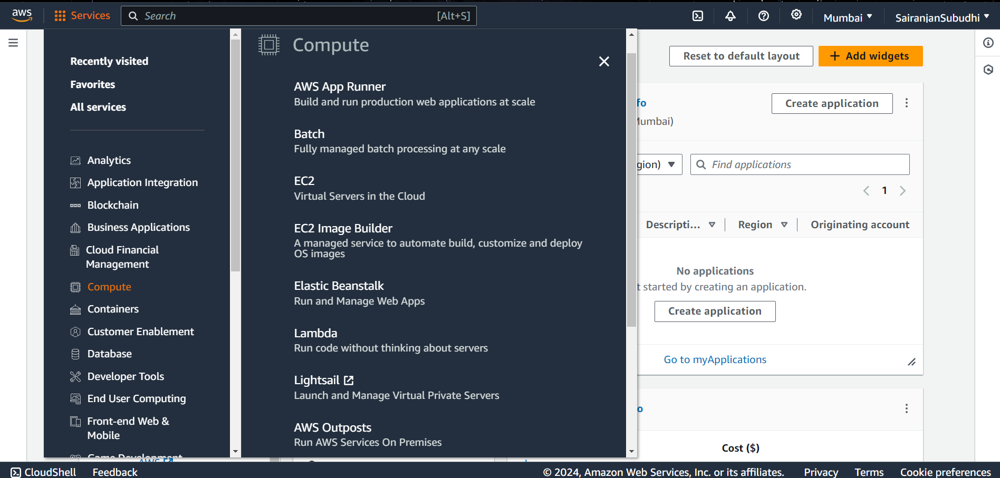 aws
Services
Search
[Alt+S]
Mumbai
SairanjanSubudhi
Recently visited
Favorites
All services
Analytics
Application Integration
Blockchain
Business Applications
Cloud Financial
Management
Compute
Containers
Customer Enablement
Database
Developer Tools
End User Computing
Front-end Web &
Mobile
Game Development
AWS
Compute
AWS App Runner
Build and run production web applications at scale
Batch
Fully managed batch processing at any scale
EC2
Virtual Servers in the Cloud
EC2 Image Builder
A managed service to automate build, customize and deploy
OS images
Elastic Beanstalk
Run and Manage Web Apps
Lambda
Run code without thinking about servers
Lightsail
Launch and Manage Virtual Private Servers
AWS Outposts
Run AWS Services On Premises
Reset to default layout
+ Add widgets
fo
Create application
Mumbai)
gion)
Find applications
1
Descripti...
Region
Originating account
No applications
t started by creating an application.
Create application
Go to myApplications
o
Cost ($)
CloudShell
Feedback
© 2024, Amazon Web Services, Inc. or its affiliates.
Privacy
Terms
Cookie preferences